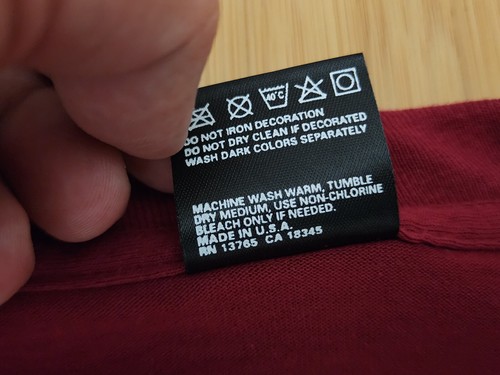 40°C
DO NOT IRON DECORATION
DO NOT DRY CLEAN IF DECORATED
WASH DARK COLORS SEPARATELY
MACHINE WASH WARM, TUMBLE
DRY MEDIUM, USE NON-CHLORINE
BLEACH ONLY IF NEEDED.
MADE IN U.S.A.
RN 13765 CA 18345